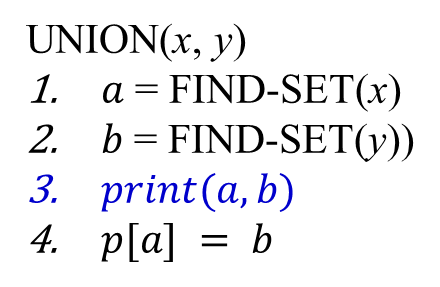 UNION(x, y)
1. a = FIND-SET(x)
2. b = FIND-SET(y))
3. print(a, b)
4. p[a] = b